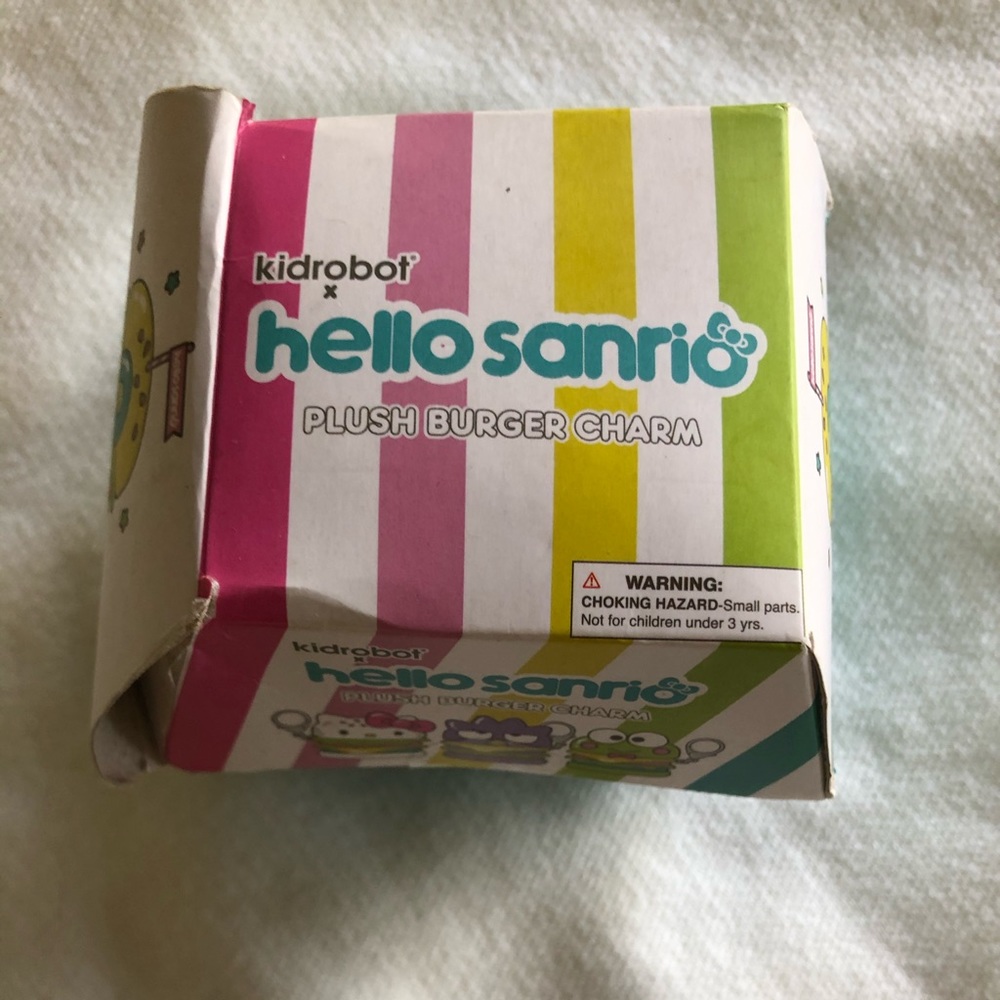 kidrobot®
x
hello sanrio
PLUSH BURGER CHARM
WARNING:
CHOKING HAZARD-Small parts.
Not for children under 3 yrs.
kidrobot®
x
hello sanrio
PLUSH BURGER CHARM